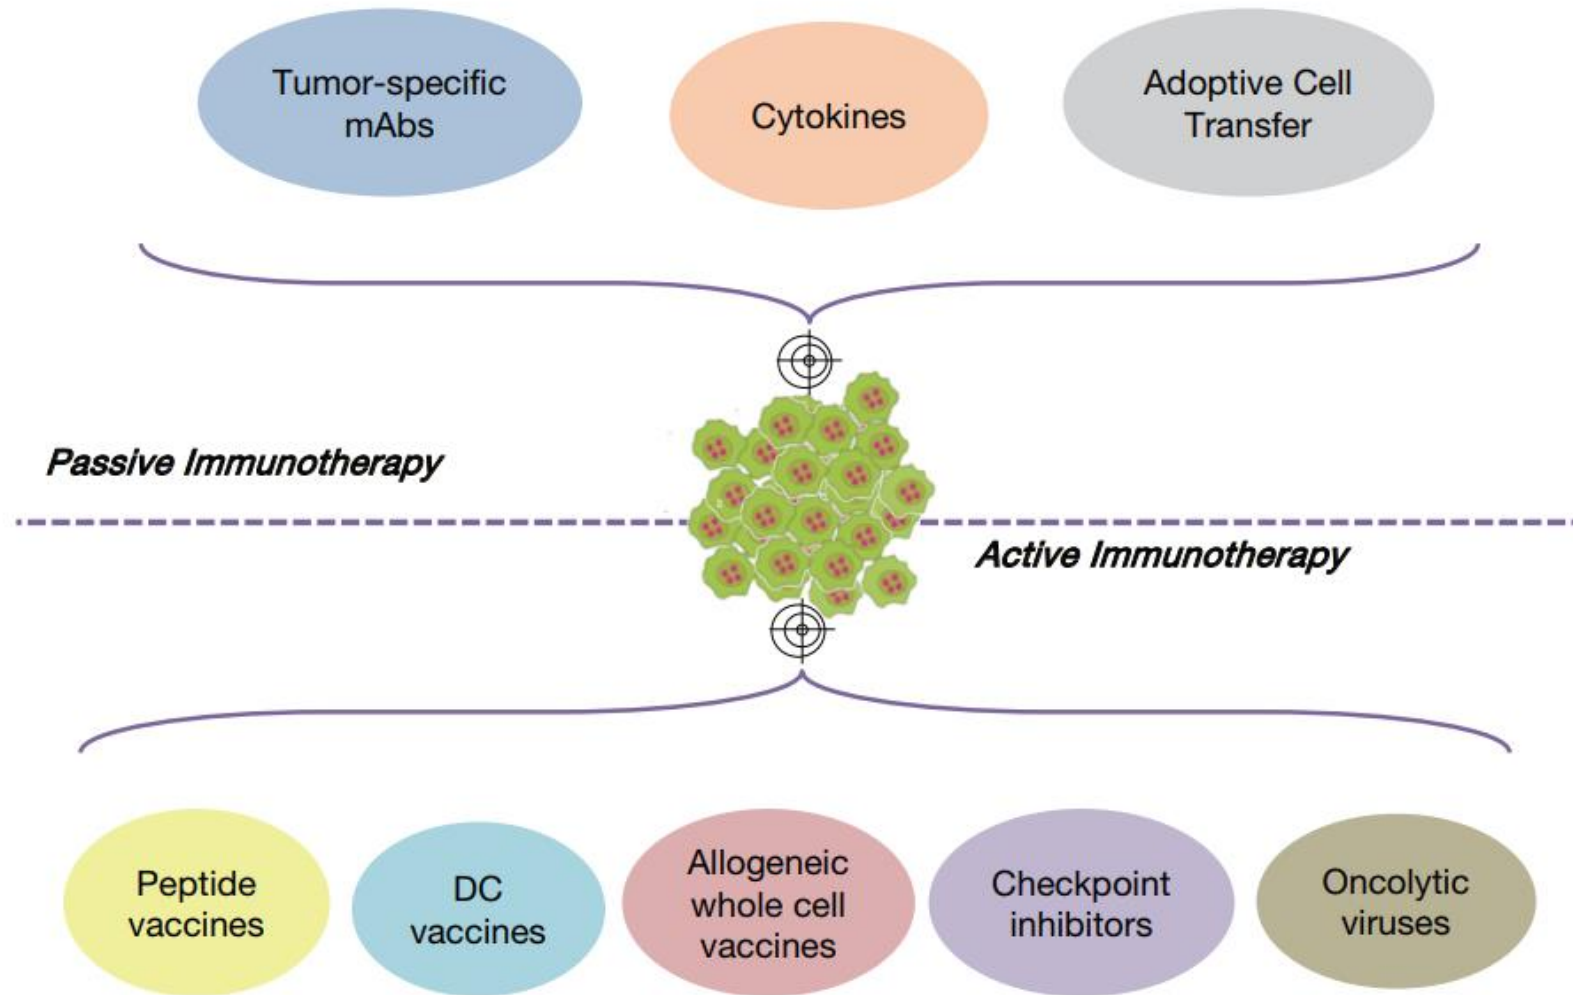 Tumor-specific
mAbs
Cytokines
Adoptive Cell
Transfer
Passive Immunotherapy
Active Immunotherapy
Peptide
vaccines
DC
vaccines
Allogeneic
whole cell
vaccines
Checkpoint
inhibitors
Oncolytic
viruses